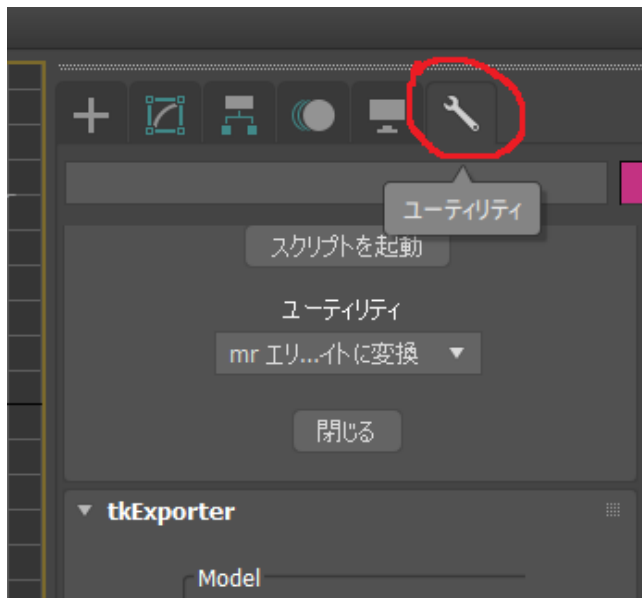 ユーティリティ
スクリプトを起動
ユーティリティ
mr エリ...イトに変換
閉じる
tkExporter
Model